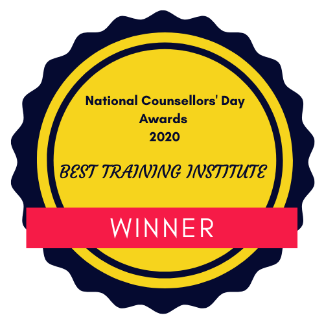 National Counsellors' Day
Awards
2020
BEST TRAINING INSTITUTE
WINNER